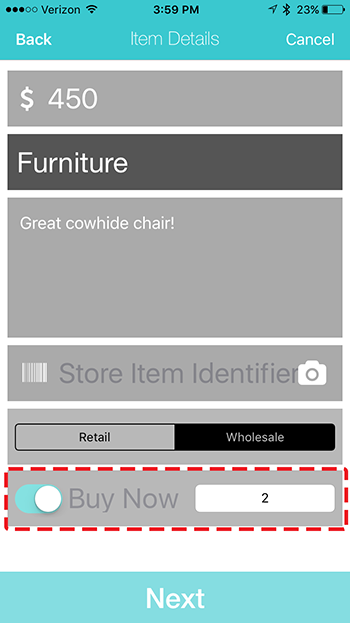 Verizon 3:59 PM 23%
Back Item Details Cancel
$ 450
Furniture
Great cowhide chair!
Store Item Identifier
Retail Wholesale
Buy Now 2
Next